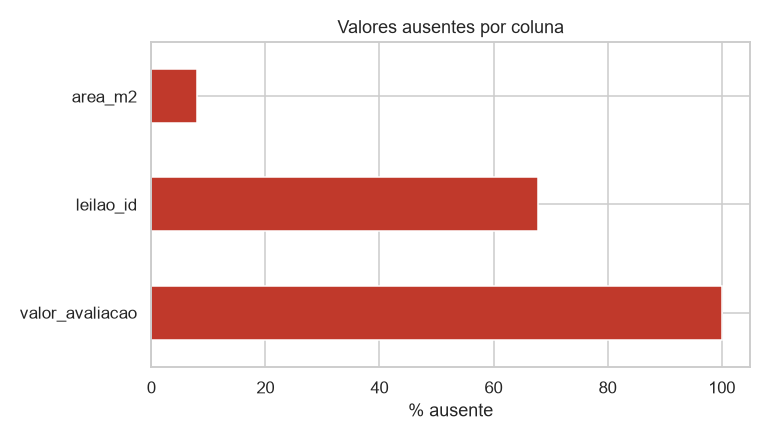 Valores ausentes por coluna
area_m2
leilao_id
valor_avaliacao
0 20 40 60 80 100
% ausente